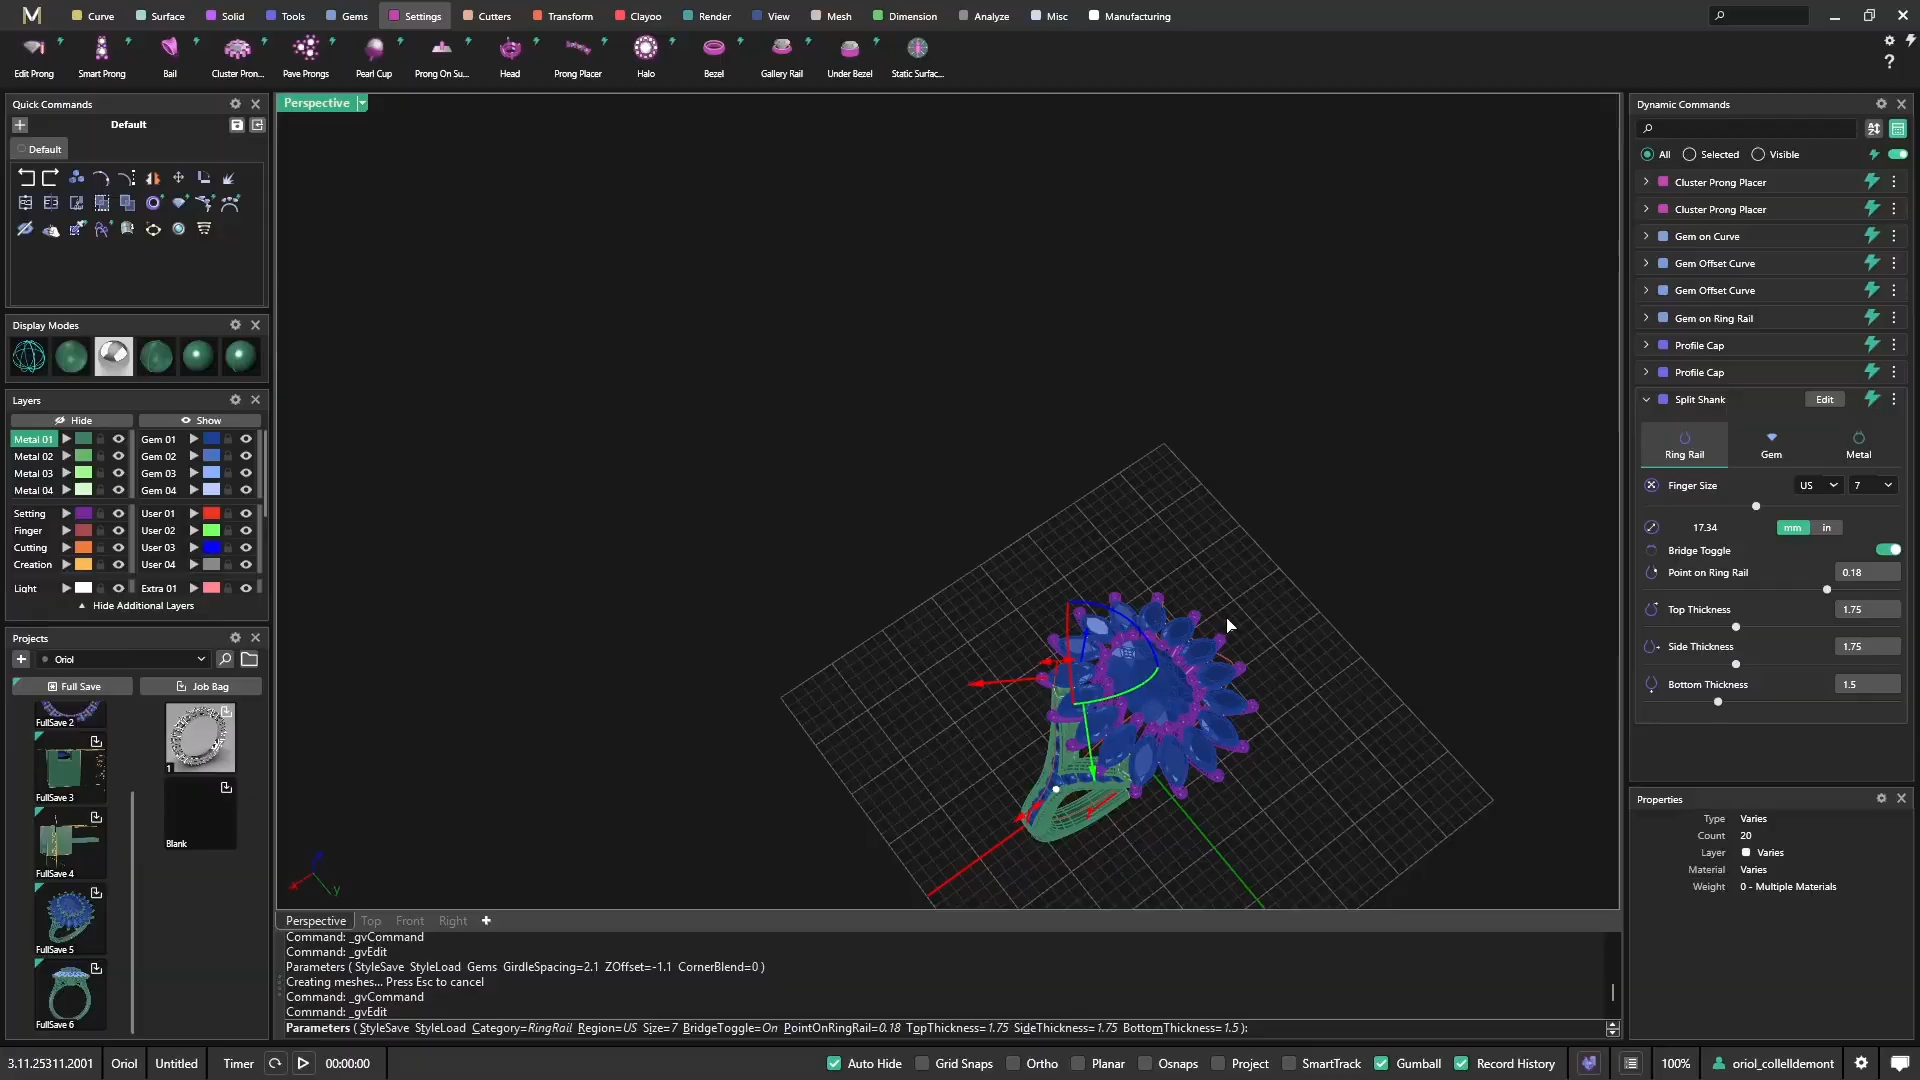 Curve Surface Solid Tools Gems Settings Cutters Transform Clayoo Render View Mesh Dimension Analyze Misc Manufacturing
Edit Prong Smart Prong Bail Cluster Pron... Pave Prongs Pearl Cup Prong On Su... Head Prong Placer Halo Bezel Gallery Rail Under Bezel Static Surfac...
?
Quick Commands
Default
Default
Display Modes
Layers
Hide Show
Metal 01 Gem 01
Metal 02 Gem 02
Metal 03 Gem 03
Metal 04 Gem 04
Setting User 01
Finger User 02
Cutting User 03
Creation User 04
Light Extra 01
Hide Additional Layers
Projects
Oriol
Full Save Job Bag
FullSave 2
FullSave 3
1
FullSave 4
Blank
FullSave 5
FullSave 6
Perspective
y
Perspective Top Front Right
Command: _gvCommand
Command: _gvEdit
Parameters ( StyleSave StyleLoad Gems GirdleSpacing=2.1 ZOffset=-1.1 CornerBlend=0 )
Creating meshes... Press Esc to cancel
Command: _gvCommand
Command: _gvEdit
Parameters ( StyleSave StyleLoad Category=RingRail Region=US Size=7 BridgeToggle=On PointOnRingRail=0.18 TopThickness=1.75 SideThickness=1.75 BottomThickness=1.5 ):
Dynamic Commands
All Selected Visible
Cluster Prong Placer
Cluster Prong Placer
Gem on Curve
Gem Offset Curve
Gem Offset Curve
Gem on Ring Rail
Profile Cap
Profile Cap
Split Shank Edit
Ring Rail Gem Metal
Finger Size US 7
17.34 mm in
Bridge Toggle
Point on Ring Rail 0.18
Top Thickness 1.75
Side Thickness 1.75
Bottom Thickness 1.5
Properties
Type Varies
Count 20
Layer Varies
Material Varies
Weight 0 - Multiple Materials
3.11.25311.2001 Oriol Untitled Timer 00:00:00 Auto Hide Grid Snaps Ortho Planar Osnaps Project SmartTrack Gumball Record History 100% oriol_collelldemont